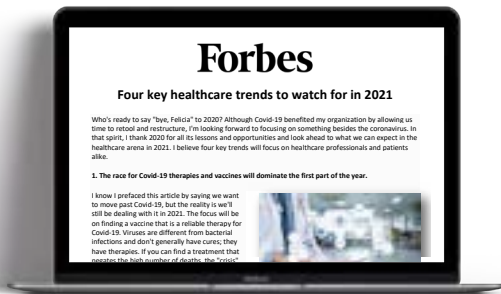 Forbes
Four key healthcare trends to watch for in 2021
Who's ready to say "bye, Felicia" to 2020? Although Covid-19 benefited my organization by allowing us
time to retool and restructure, I'm looking forward to focusing on something besides the coronavirus. In
that spirit, I thank 2020 for all its lessons and opportunities and look ahead to what we can expect in the
healthcare arena in 2021. I believe four key trends will focus on healthcare professionals and patients
alike.
1. The race for Covid-19 therapies and vaccines will dominate the first part of the year.
I know I prefaced this article by saying we want
to move past Covid-19, but the reality is we'll
still be dealing with it in 2021. The focus will be
on finding a vaccine that is a reliable therapy for
Covid-19. Viruses are different from bacterial
infections and don't generally have cures; they
have therapies. If you can find a treatment that
negates the high number of deaths, the "crisis"